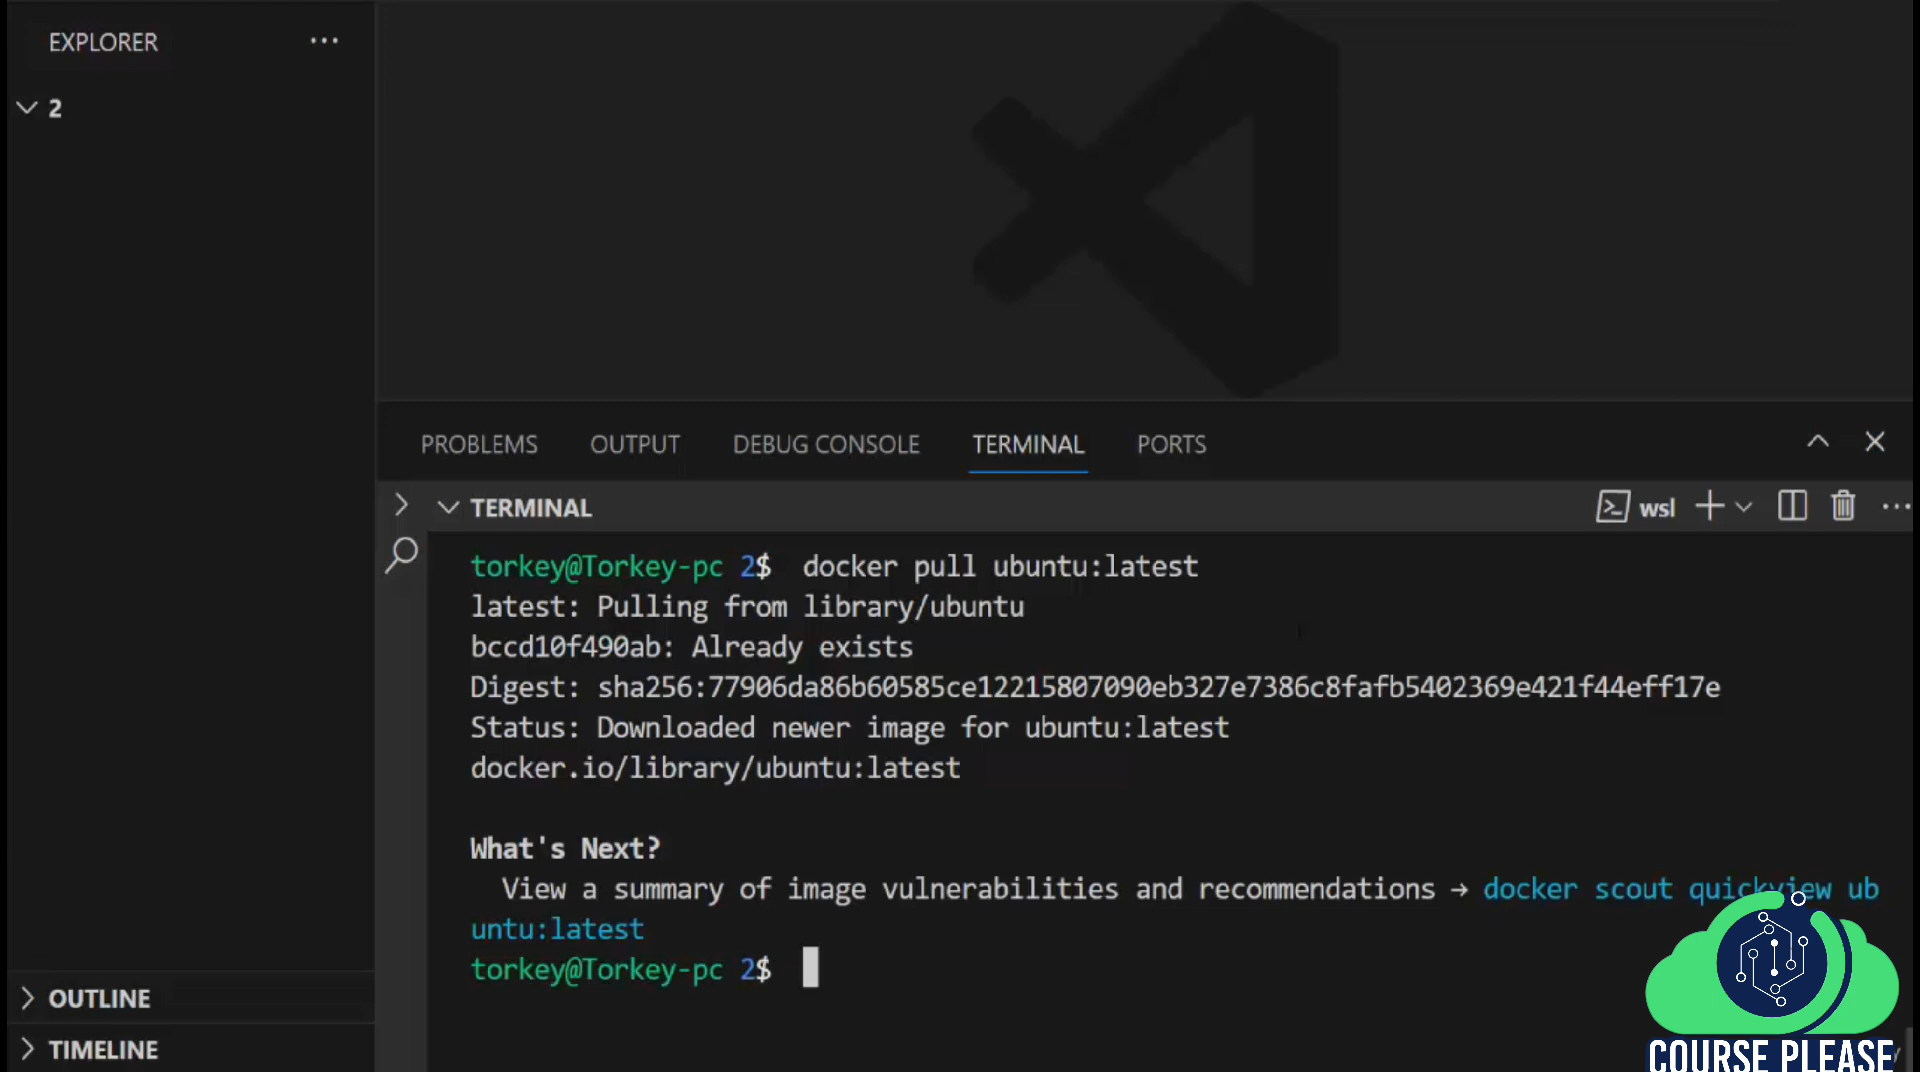 EXPLORER
2
PROBLEMS OUTPUT DEBUG CONSOLE TERMINAL PORTS
TERMINAL
wsl
torkey@Torkey-pc 2$ docker pull ubuntu:latest
latest: Pulling from library/ubuntu
bccd10f490ab: Already exists
Digest: sha256:77906da86b60585ce12215807090eb327e7386c8fafb5402369e421f44eff17e
Status: Downloaded newer image for ubuntu:latest
docker.io/library/ubuntu:latest
What's Next?
View a summary of image vulnerabilities and recommendations → docker scout quickview ub
untu:latest
torkey@Torkey-pc 2$
OUTLINE
TIMELINE
COURSE PLEASE